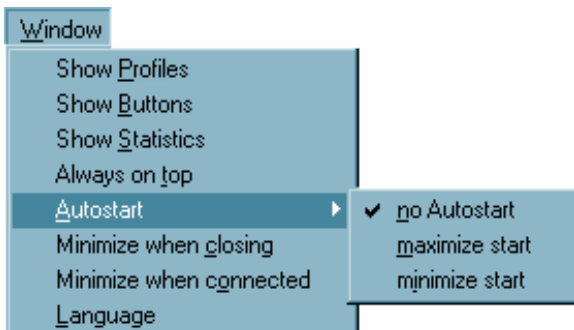 Window
Show Profiles
Show Buttons
Show Statistics
Always on top
Autostart
no Autostart
maximize start
minimize start
Minimize when closing
Minimize when connected
Language